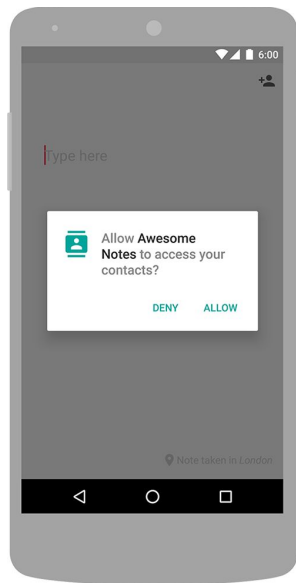 6:00
Type here
Allow Awesome
Notes to access your
contacts?
DENY ALLOW
Note taken in London